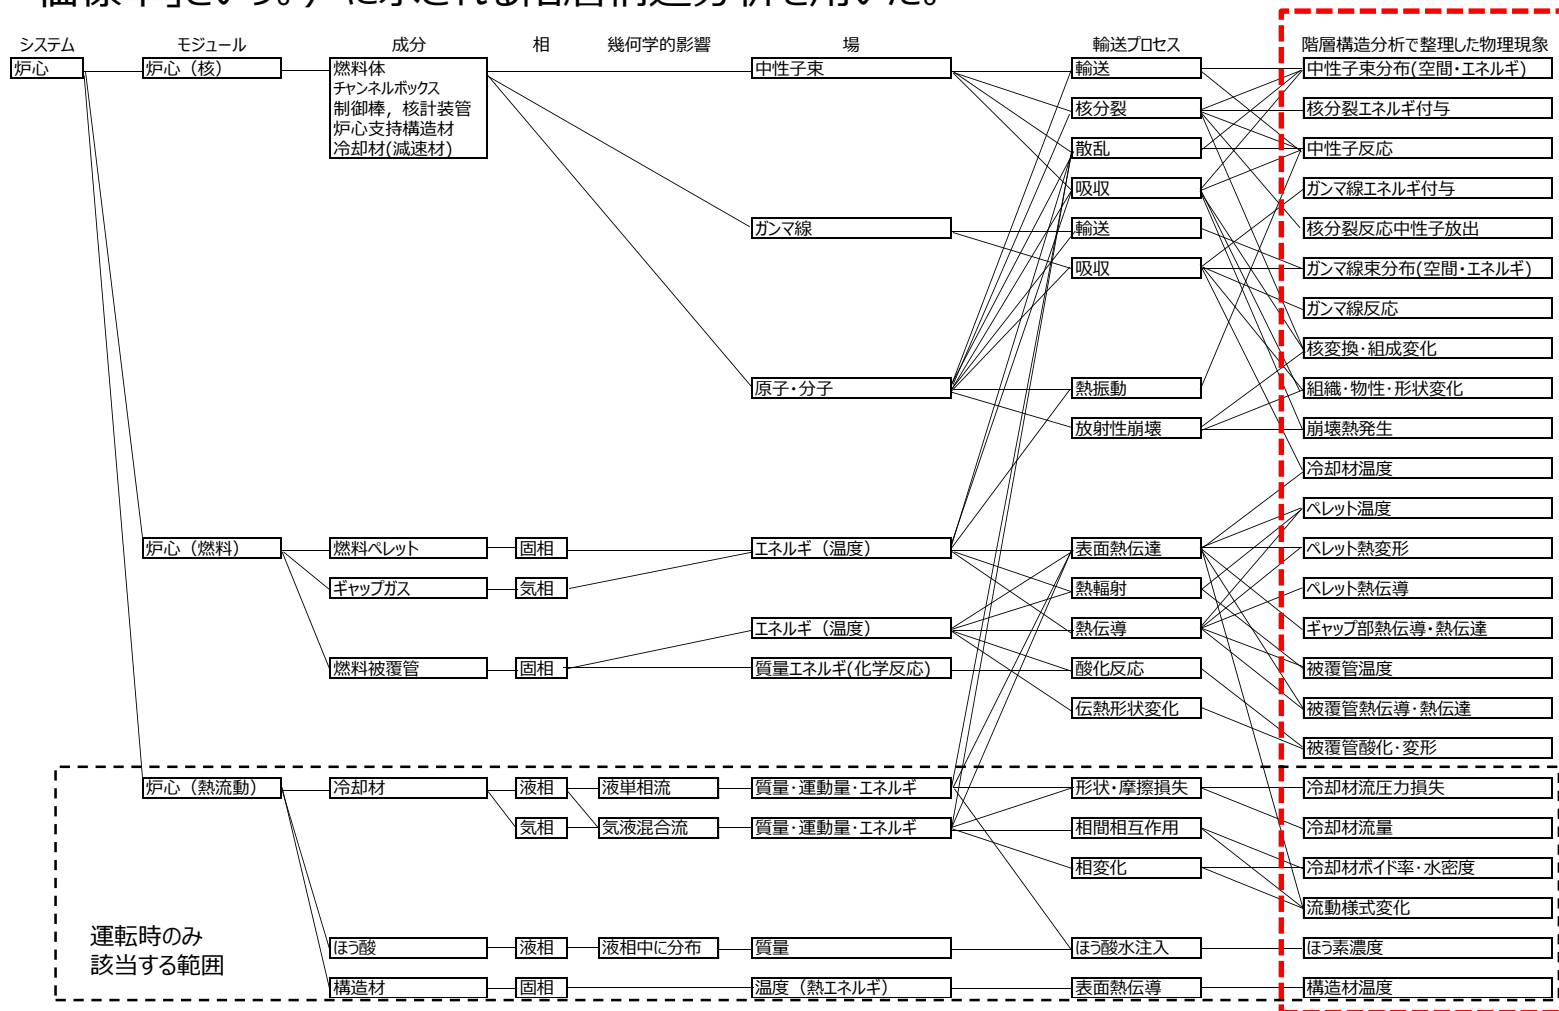 価標準」という。）に示される階層構造分析を用いた。
システム モジュール 成分 相 幾何学的影響 場 輸送プロセス 階層構造分析で整理した物理現象
炉心 炉心（核） 燃料体 中性子束 輸送 中性子束分布(空間・エネルギ)
チャンネルボックス
制御棒，核計装管 核分裂 核分裂エネルギ付与
炉心支持構造材
冷却材(減速材) 散乱 中性子反応
吸収 ガンマ線エネルギ付与
ガンマ線 輸送 核分裂反応中性子放出
吸収 ガンマ線束分布(空間・エネルギ)
ガンマ線反応
核変換・組成変化
原子・分子 熱振動 組織・物性・形状変化
放射性崩壊 崩壊熱発生
冷却材温度
ペレット温度
炉心（燃料） 燃料ペレット 固相 エネルギ（温度） 表面熱伝達 ペレット熱変形
ギャップガス 気相 熱輻射 ペレット熱伝導
エネルギ（温度） 熱伝導 ギャップ部熱伝導・熱伝達
燃料被覆管 固相 質量エネルギ(化学反応) 酸化反応 被覆管温度
伝熱形状変化 被覆管熱伝導・熱伝達
被覆管酸化・変形
炉心（熱流動） 冷却材 液相 液単相流 質量・運動量・エネルギ 形状・摩擦損失 冷却材流圧力損失
気相 気液混合流 質量・運動量・エネルギ 相間相互作用 冷却材流量
相変化 冷却材ボイド率・水密度
流動様式変化
運転時のみ
ほう酸 液相 液相中に分布 質量 ほう酸水注入 ほう素濃度
該当する範囲
構造材 固相 温度（熱エネルギ） 表面熱伝導 構造材温度